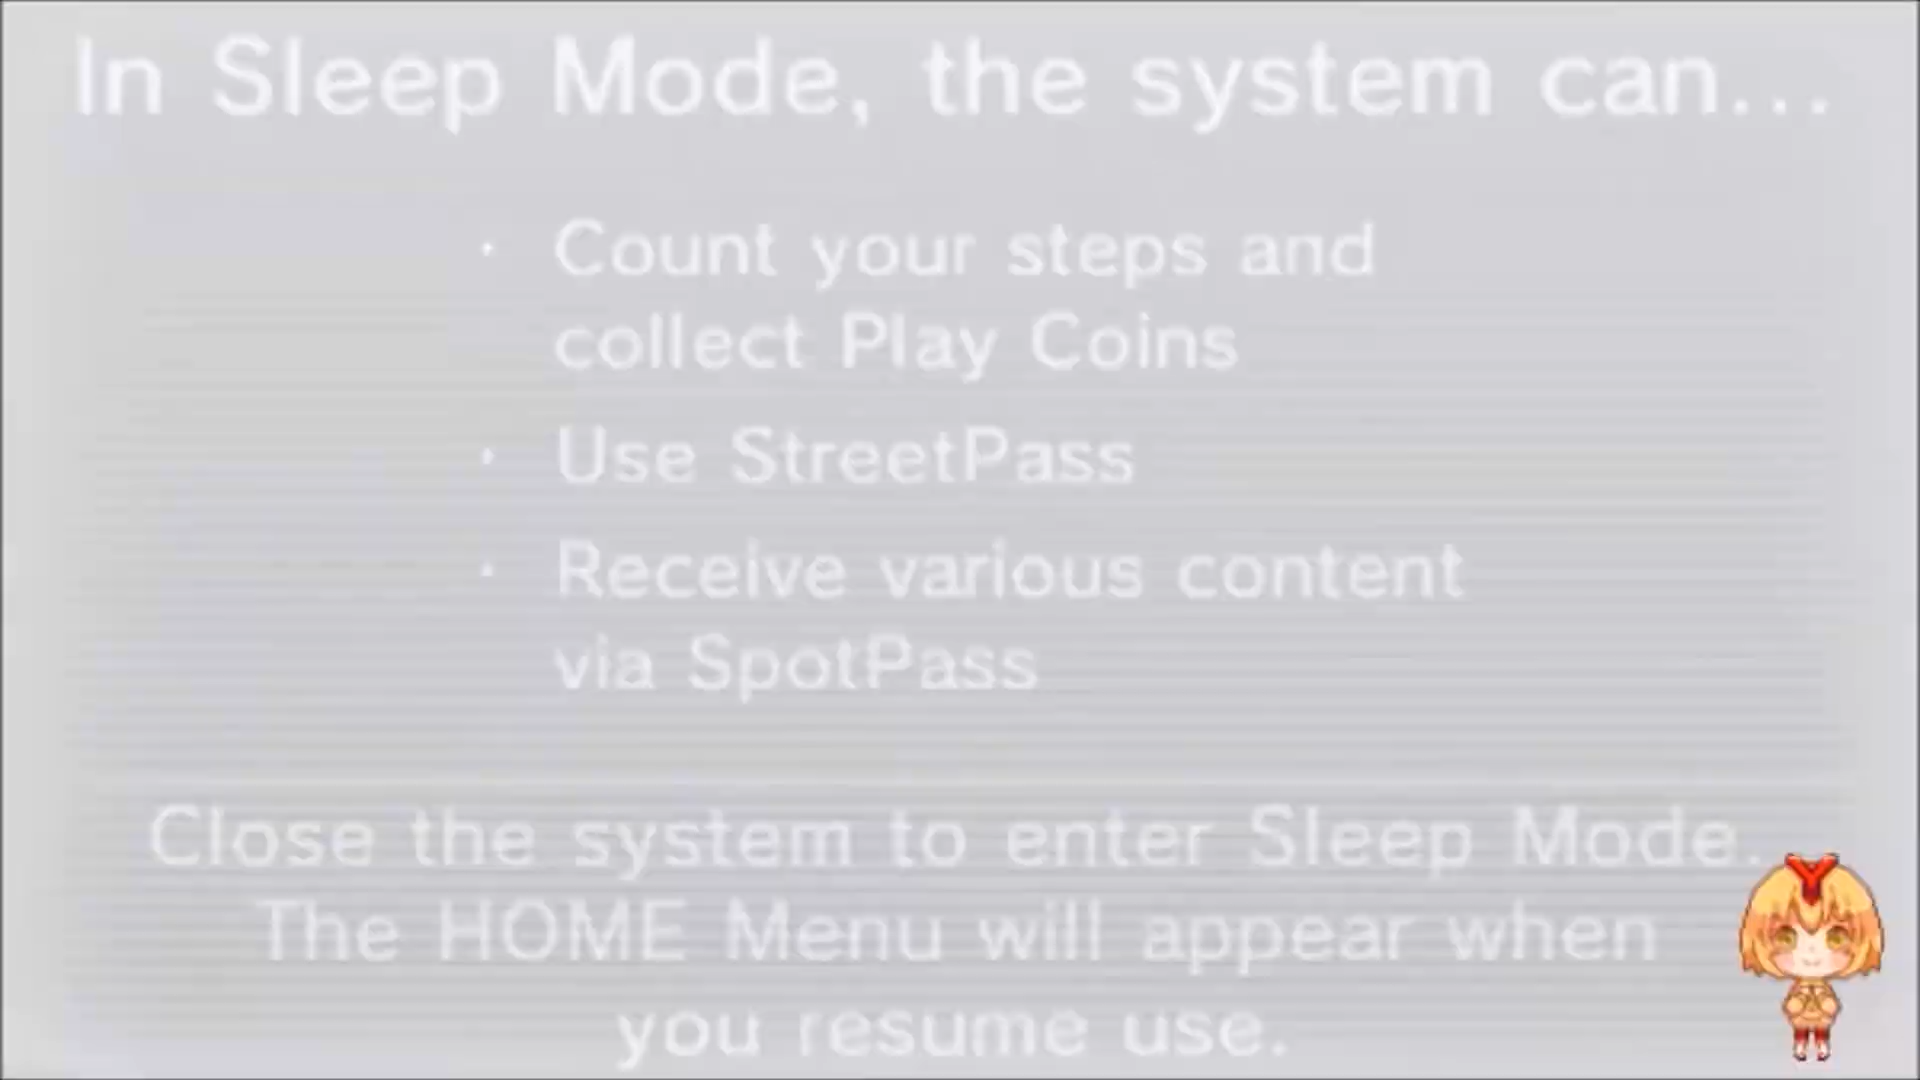 In Sleep Mode, the system can...
· Count your steps and
collect Play Coins
· Use StreetPass
· Receive various content
via SpotPass
Close the system to enter Sleep Mode.
The HOME Menu will appear when
you resume use.